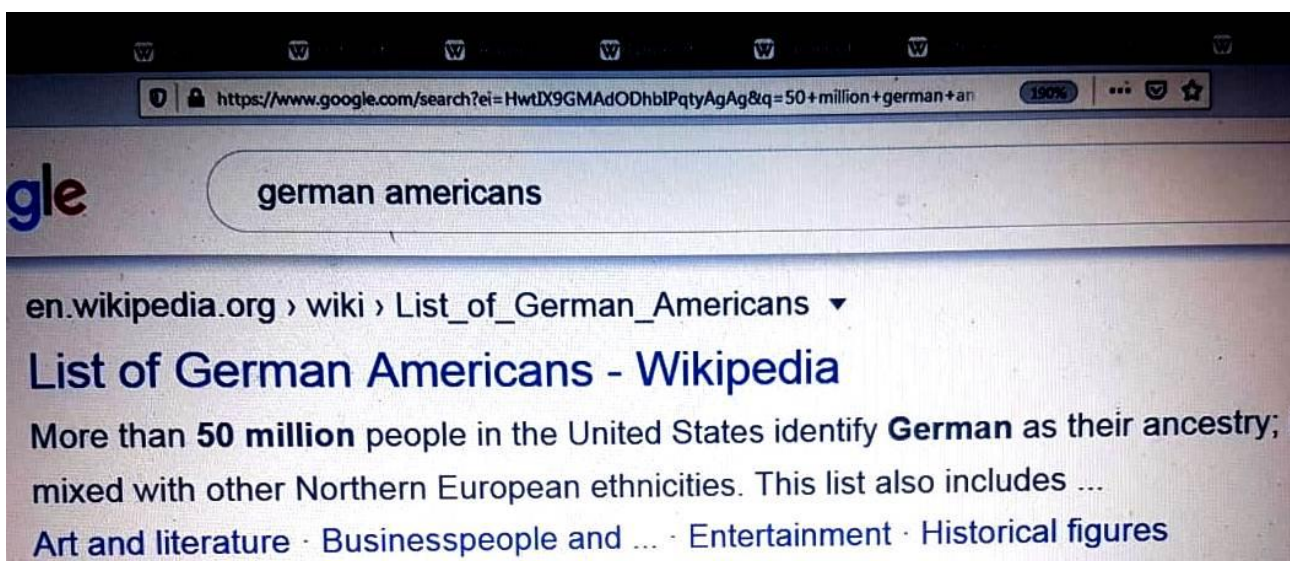 https://www.google.com/search?ei=HwtIX9GMAdODhbIPqtyAgAg&q=50+million+german+an 190%
gle german americans
en.wikipedia.org › wiki › List_of_German_Americans
List of German Americans - Wikipedia
More than 50 million people in the United States identify German as their ancestry;
mixed with other Northern European ethnicities. This list also includes ...
Art and literature · Businesspeople and ... · Entertainment · Historical figures